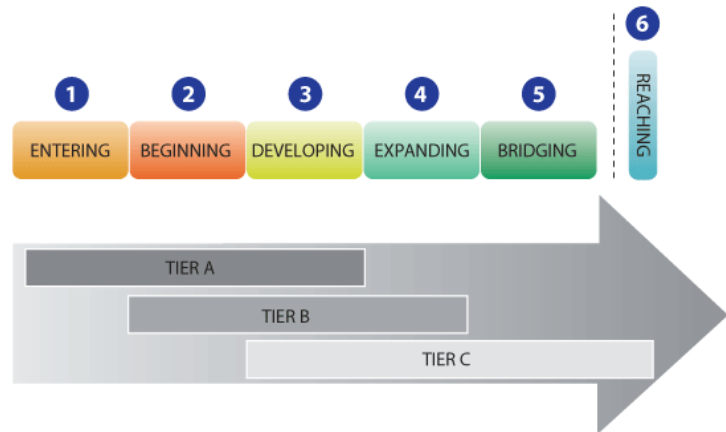 1 2 3 4 5 6
ENTERING BEGINNING DEVELOPING EXPANDING BRIDGING REACHING
TIER A
TIER B
TIER C